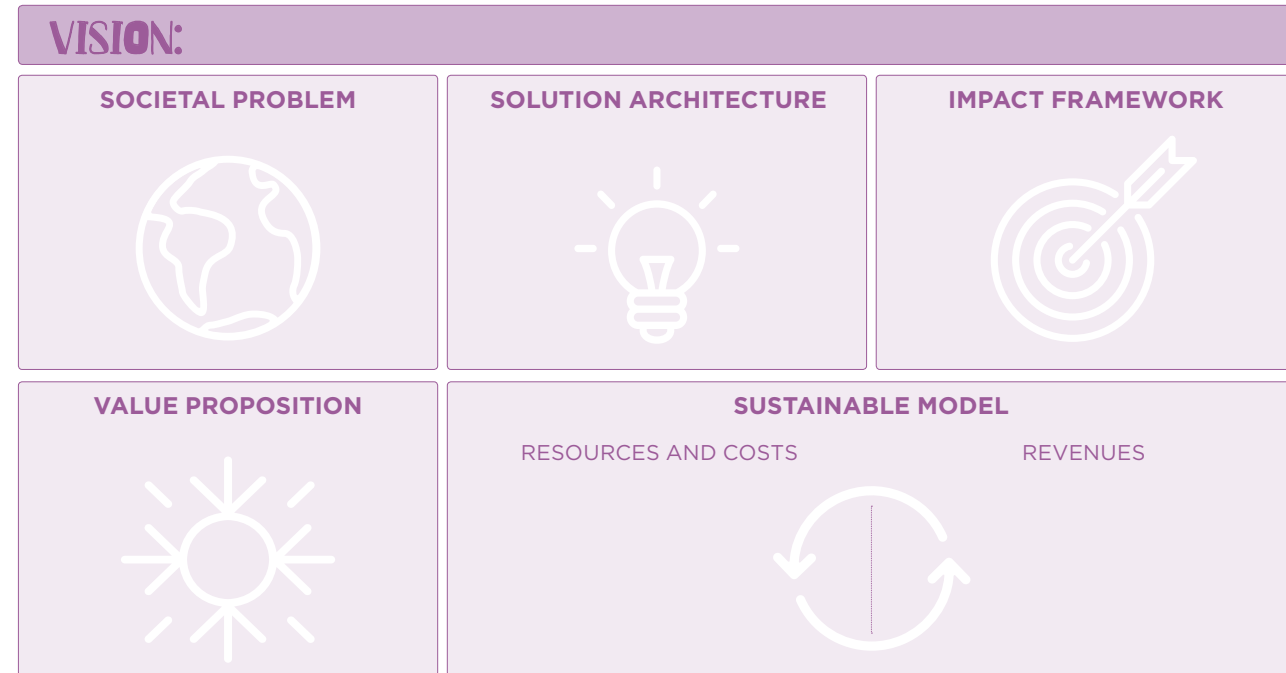 VISION:
SOCIETAL PROBLEM
SOLUTION ARCHITECTURE
IMPACT FRAMEWORK
VALUE PROPOSITION
SUSTAINABLE MODEL
RESOURCES AND COSTS
REVENUES